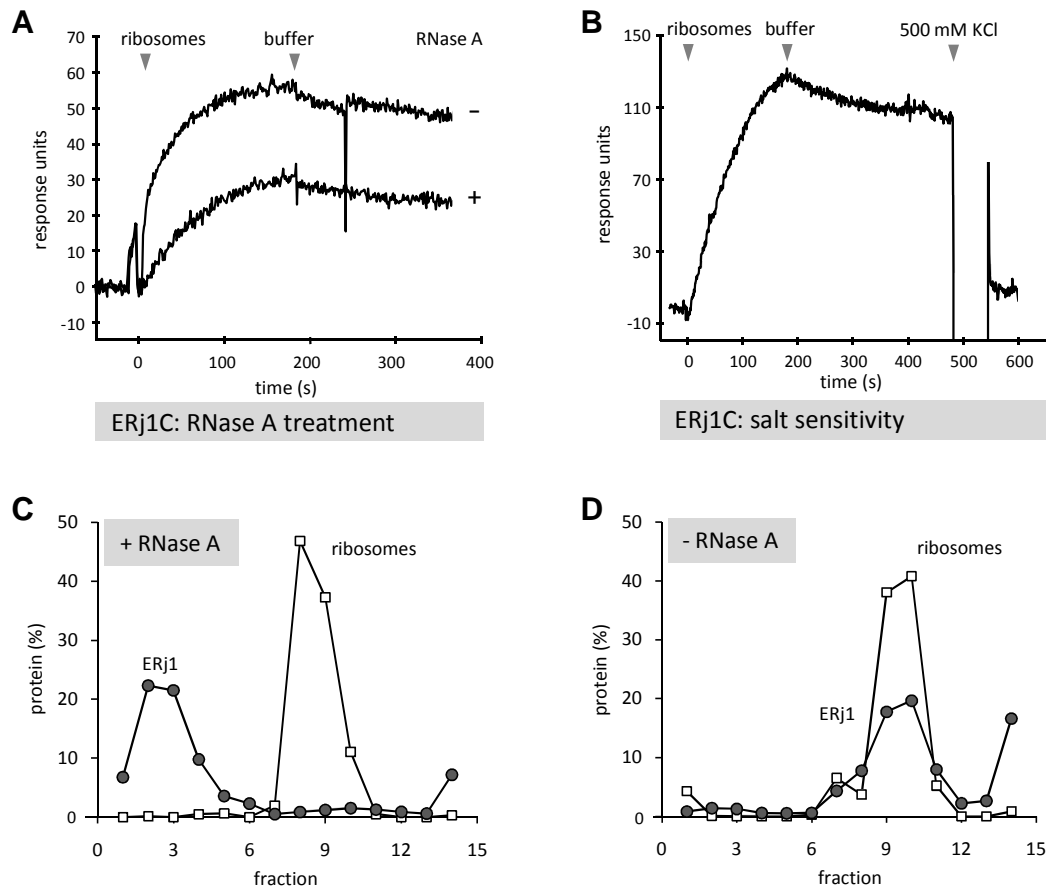 A
ribosomes buffer RNase A
70
60
50
40
30
20
10
0
-10
response units
−
+
0 100 200 300 400
time (s)
ERj1C: RNase A treatment
B
ribosomes buffer 500 mM KCl
150
110
70
30
-10
response units
0 100 200 300 400 500 600
time (s)
ERj1C: salt sensitivity
C
+ RNase A
ribosomes
ERj1
50
40
30
20
10
0
protein (%)
0 3 6 9 12 15
fraction
D
- RNase A
ribosomes
ERj1
50
40
30
20
10
0
protein (%)
0 3 6 9 12 15
fraction